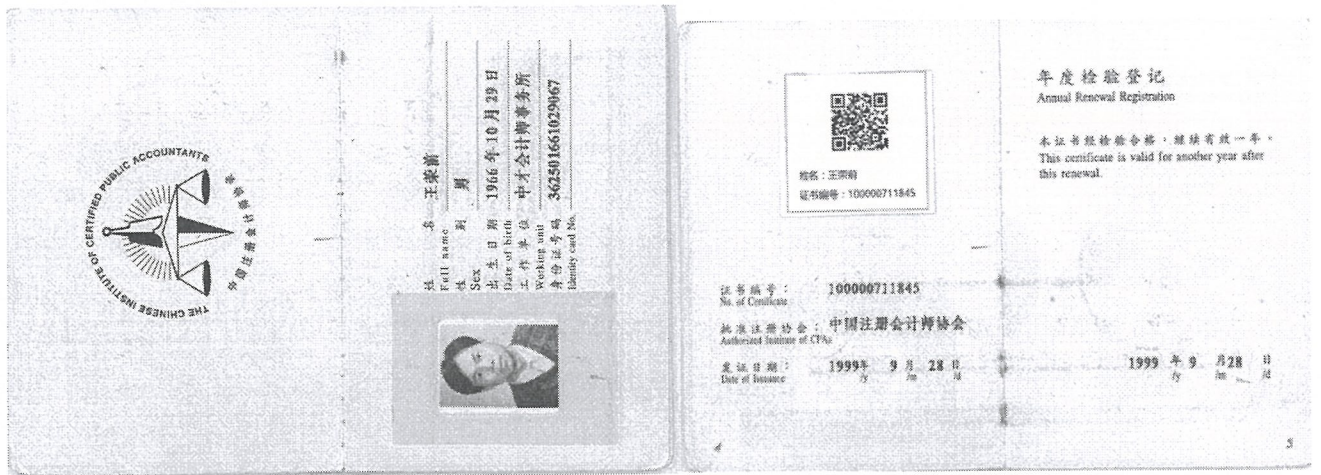 THE CHINESE INSTITUTE OF CERTIFIED PUBLIC ACCOUNTANTS
中国注册会计师协会
姓 名 王荣前
Full name
性 别 男
Sex
出 生 日 期 1966年10月29日
Date of birth
工 作 单 位 中才会计师事务所
Working unit
身 份 证 号 码 362501661029067
Identity card No.
姓名：王荣前
证书编号：100000711845
证 书 编 号： 100000711845
No. of Certificate
批 准 注 册 协 会： 中国注册会计师协会
Authorized Institute of CPAs
发 证 日 期： 1999年 9 月 28 日
Date of Issuance /y /m /d
4
年度检验登记
Annual Renewal Registration
本证书经检验合格，继续有效一年。
This certificate is valid for another year after
this renewal.
1999 年 9 月 28 日
/y /m /d
5